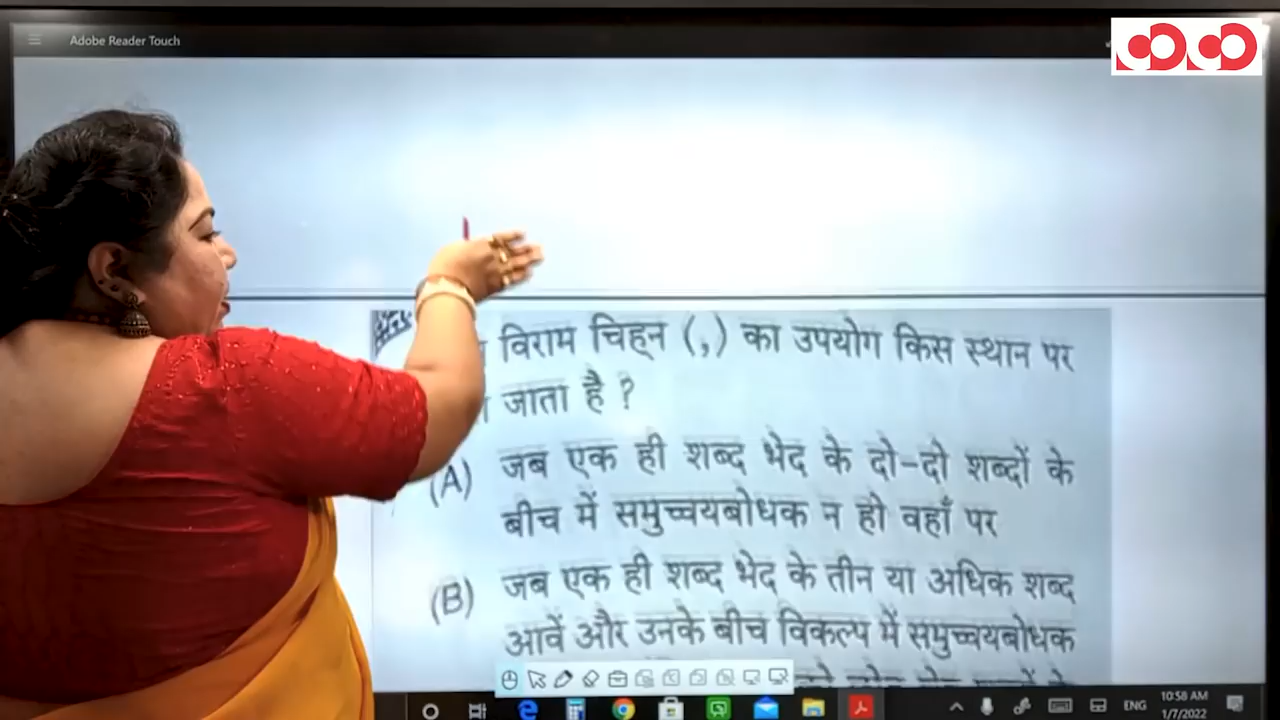 Adobe Reader Touch
विराम चिह्न (,) का उपयोग किस स्थान पर
जाता है ?
(A) जब एक ही शब्द भेद के दो-दो शब्दों के
बीच में समुच्चयबोधक न हो वहाँ पर
(B) जब एक ही शब्द भेद के तीन या अधिक शब्द
आवें और उनके बीच विकल्प में समुच्चयबोधक
ENG
10:58 AM
1/7/2022